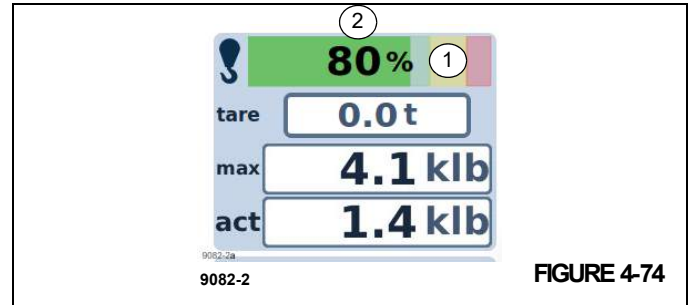 2
80%
1
tare 0.0 t
max 4.1 klb
act 1.4 klb
9082-2a
9082-2
FIGURE 4-74